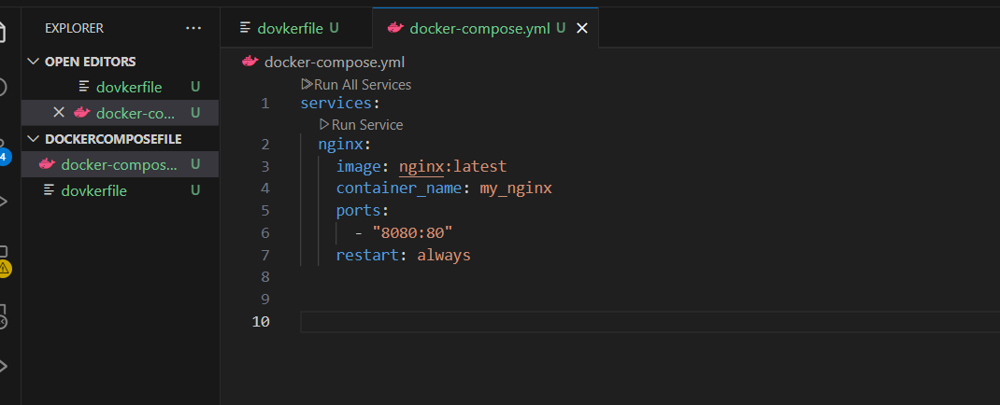 EXPLORER ...
OPEN EDITORS
dovkerfile U
docker-co... U
DOCKERCOMPOSEFILE
docker-compos... U
dovkerfile U
4
dovkerfile U
docker-compose.yml U
docker-compose.yml
Run All Services
1 services:
Run Service
2   nginx:
3     image: nginx:latest
4     container_name: my_nginx
5     ports:
6       - "8080:80"
7     restart: always
8
9
10